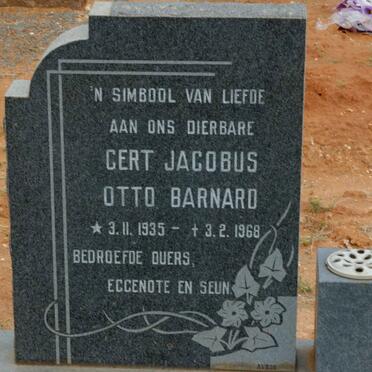 'N SIMBOOL VAN LIEFDE
AAN ONS DIERBARE
GERT JACOBUS
OTTO BARNARD
★ 3.11.1935 – ✝ 3.2.1968
BEDROEFDE OUERS,
EGGENOTE EN SEUN